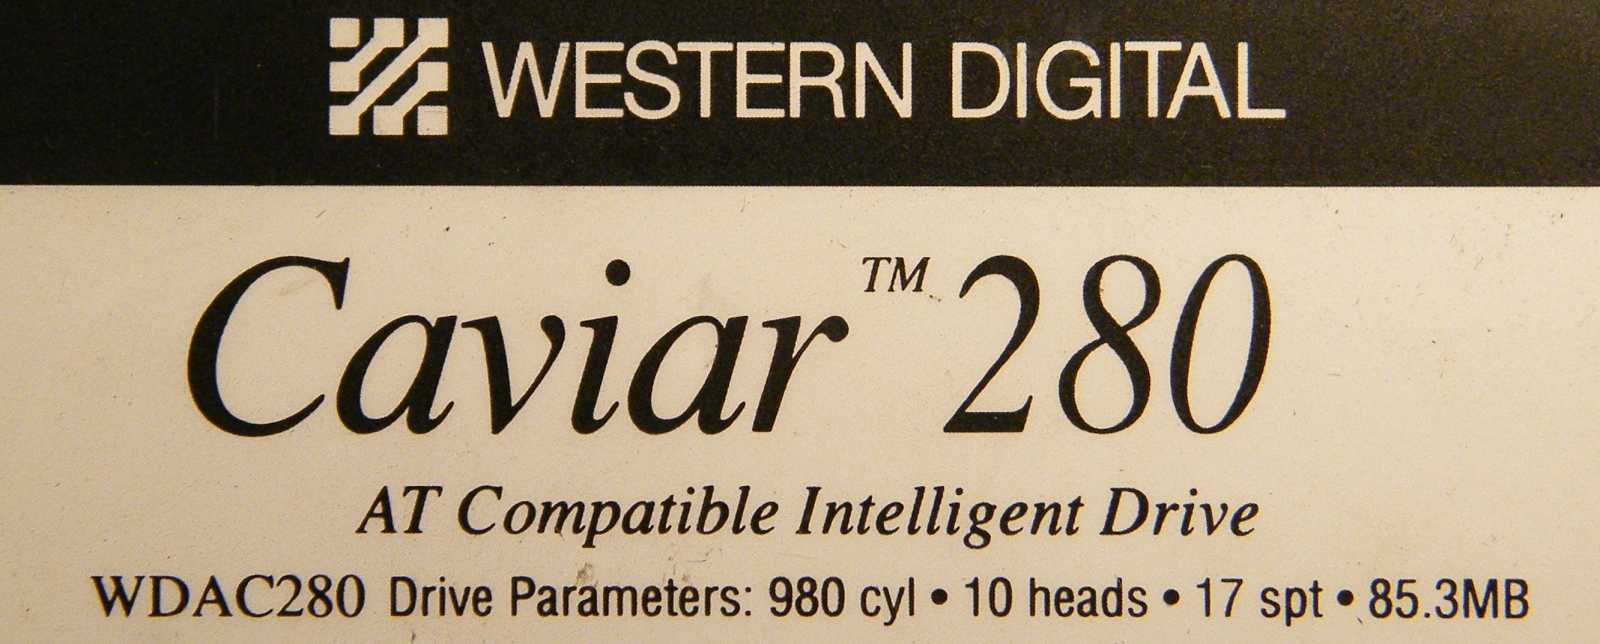 WESTERN DIGITAL
Caviar™ 280
AT Compatible Intelligent Drive
WDAC280 Drive Parameters: 980 cyl • 10 heads • 17 spt • 85.3MB